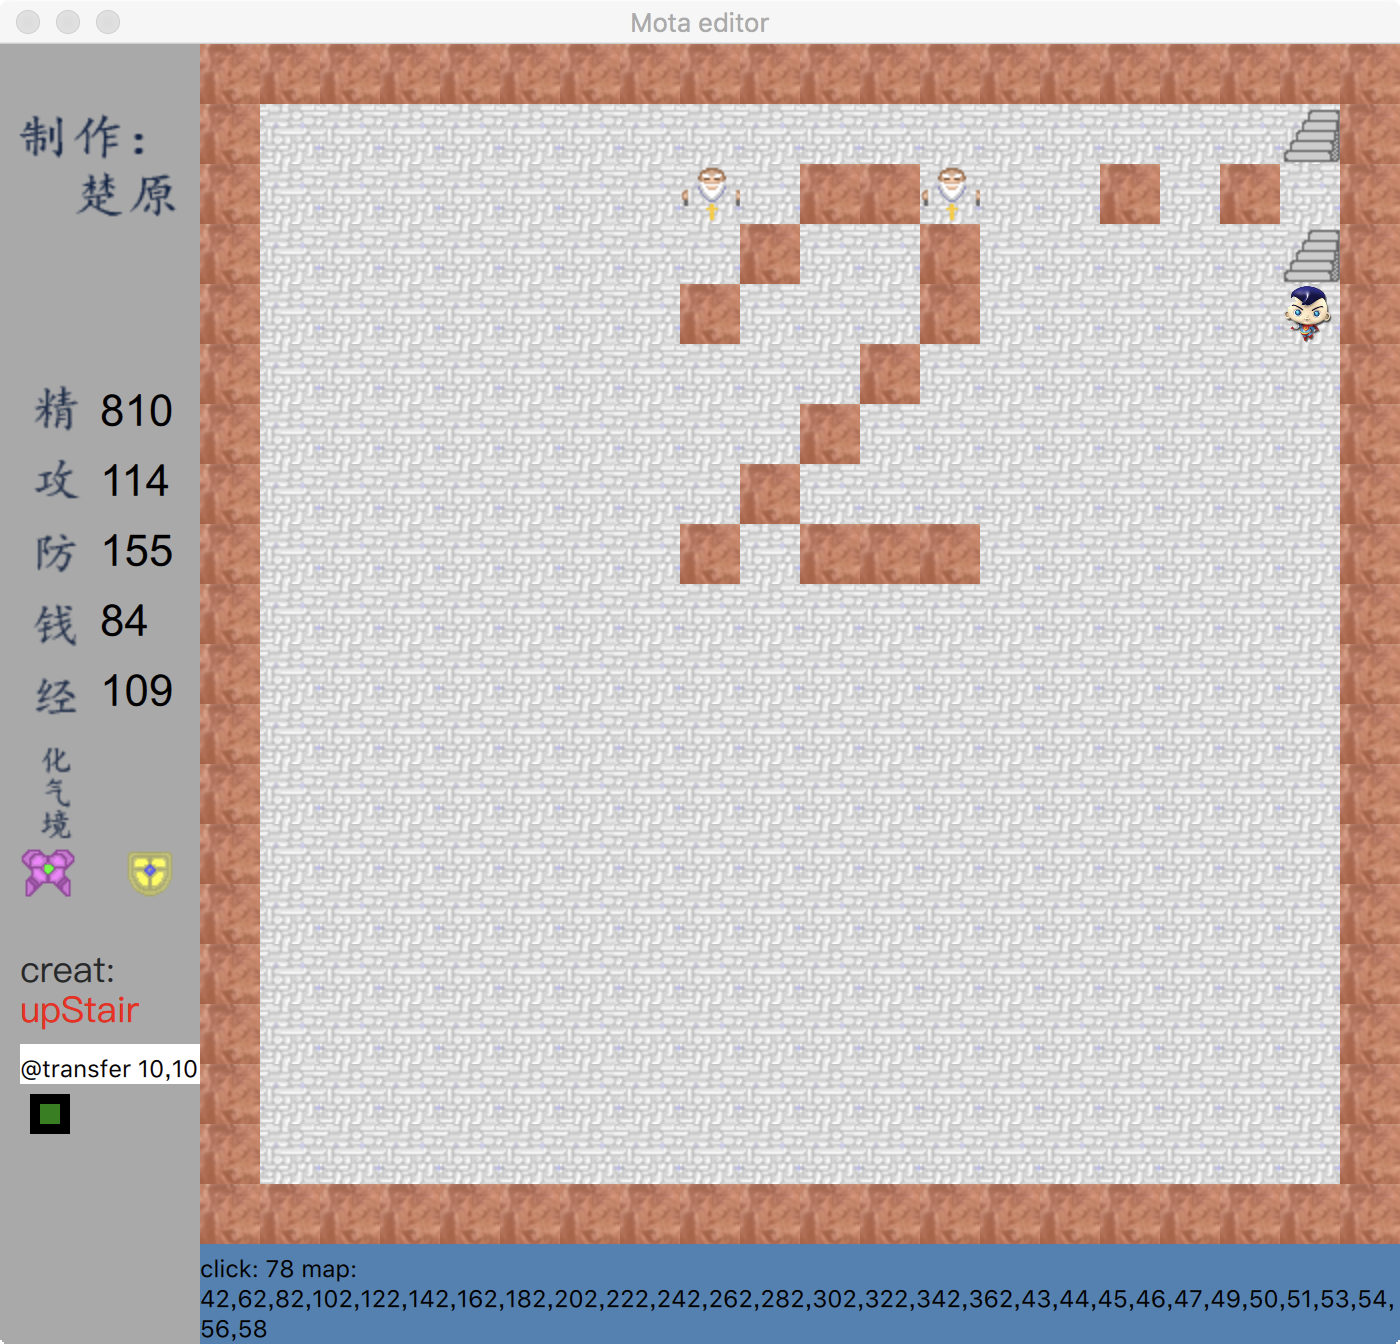 Mota editor
制作：
楚原
精 810
攻 114
防 155
钱 84
经 109
化
气
境
creat:
upStair
@transfer 10,10
click: 78 map:
42,62,82,102,122,142,162,182,202,222,242,262,282,302,322,342,362,43,44,45,46,47,49,50,51,53,54,
56,58